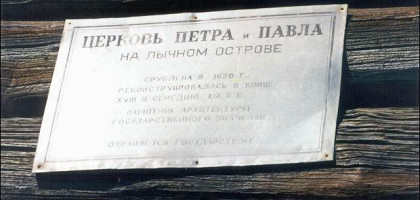 ЦЕРКОВЬ ПЕТРА и ПАВЛА
НА ЛЫЧНОМ ОСТРОВЕ
СРУБЛЕНА В 1620 Г.
РЕКОНСТРУИРОВАЛАСЬ В КОНЦЕ
XVIII И СЕРЕДИНЕ XIX В.В.
ПАМЯТНИК АРХИТЕКТУРЫ
ГОСУДАРСТВЕННОГО ЗНАЧЕНИЯ
ОХРАНЯЕТСЯ ГОСУДАРСТВОМ